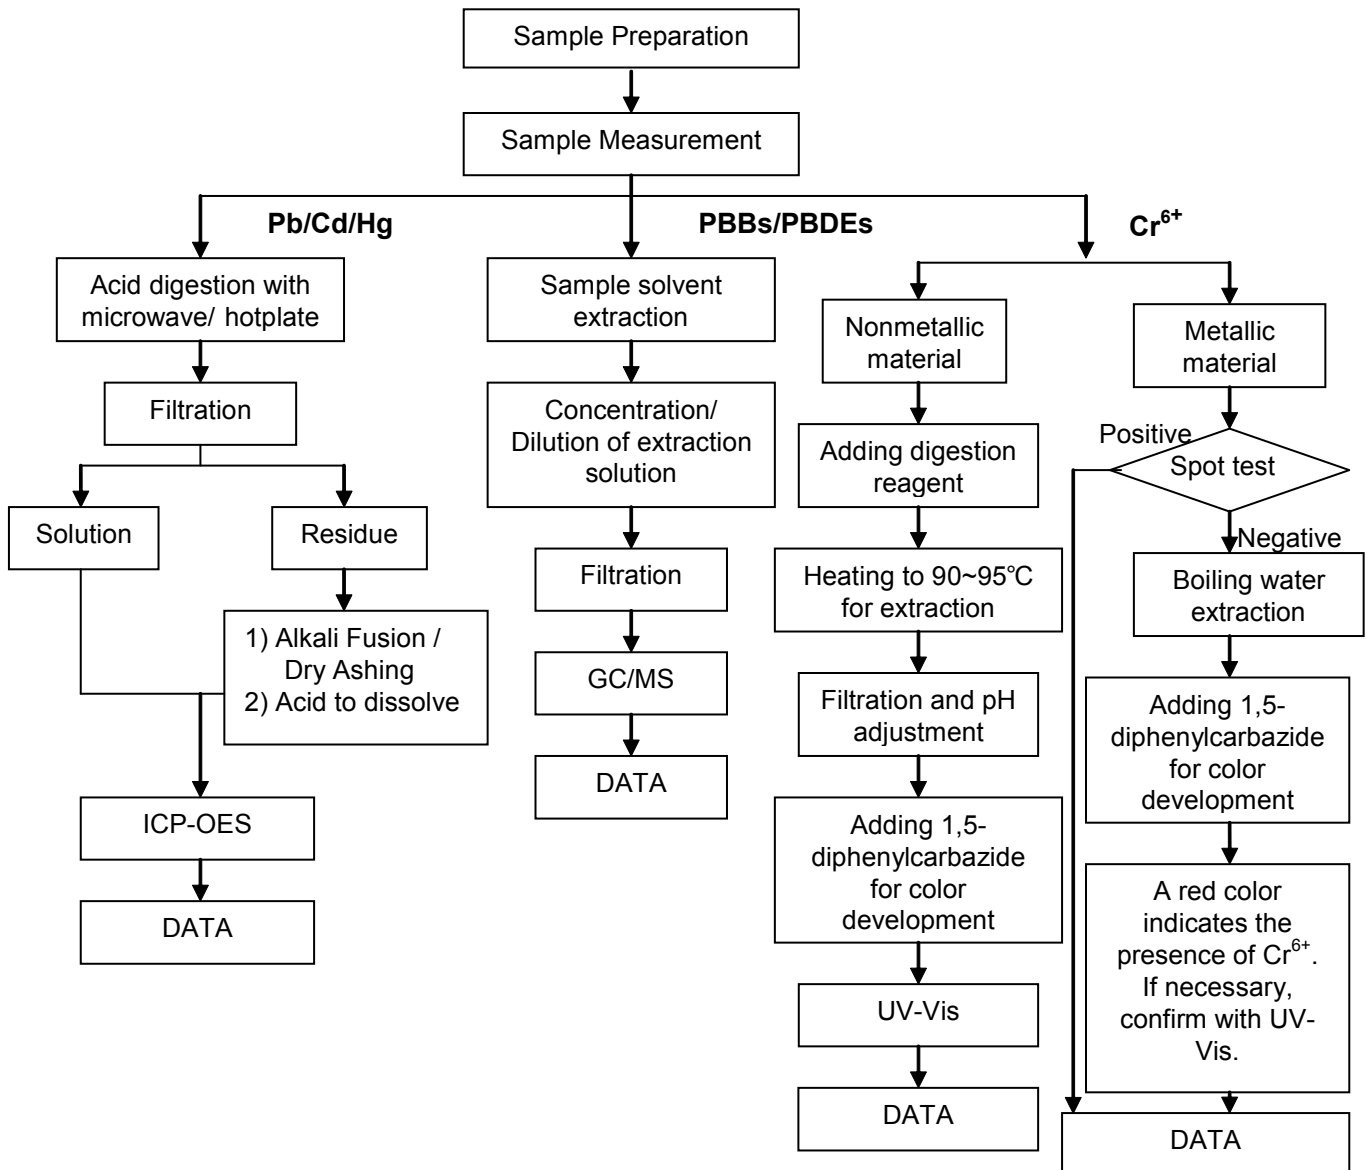 Sample Preparation
Sample Measurement
Pb/Cd/Hg
PBBs/PBDEs
Cr⁶⁺
Acid digestion with
microwave/ hotplate
Filtration
Solution
Residue
1) Alkali Fusion /
Dry Ashing
2) Acid to dissolve
ICP-OES
DATA
Sample solvent
extraction
Concentration/
Dilution of extraction
solution
Filtration
GC/MS
DATA
Nonmetallic
material
Adding digestion
reagent
Heating to 90~95℃
for extraction
Filtration and pH
adjustment
Adding 1,5-
diphenylcarbazide
for color
development
UV-Vis
DATA
Metallic
material
Positive
Spot test
Negative
Boiling water
extraction
Adding 1,5-
diphenylcarbazide
for color
development
A red color
indicates the
presence of Cr⁶⁺.
If necessary,
confirm with UV-
Vis.
DATA